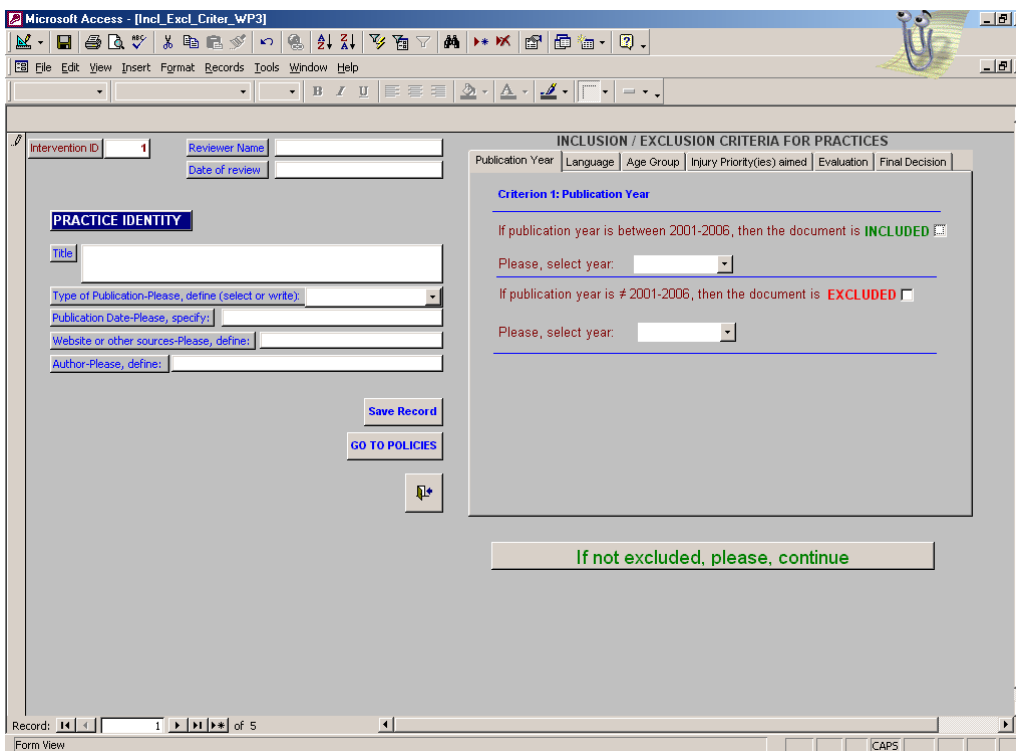 Microsoft Access - [Incl_Excl_Criter_WP3]
File Edit View Insert Format Records Tools Window Help
B I U
Intervention ID 1
Reviewer Name
Date of review
PRACTICE IDENTITY
Title
Type of Publication-Please, define (select or write):
Publication Date-Please, specify:
Website or other sources-Please, define:
Author-Please, define:
Save Record
GO TO POLICIES
INCLUSION / EXCLUSION CRITERIA FOR PRACTICES
Publication Year Language Age Group Injury Priority(ies) aimed Evaluation Final Decision
Criterion 1: Publication Year
If publication year is between 2001-2006, then the document is INCLUDED
Please, select year:
If publication year is ≠ 2001-2006, then the document is EXCLUDED
Please, select year:
If not excluded, please, continue
Record: 1 of 5
Form View CAPS